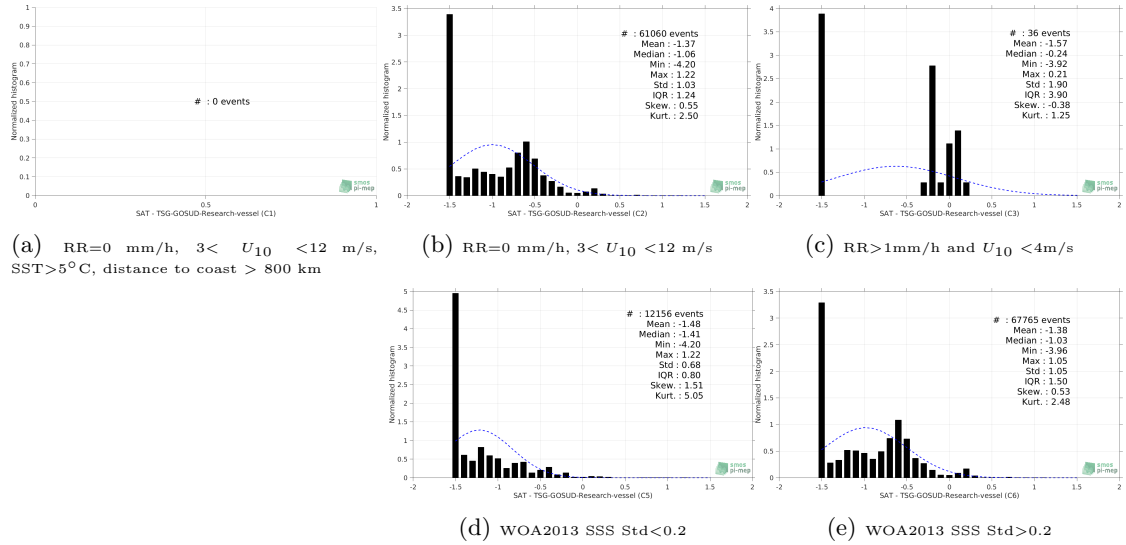 1
0.9
0.8
0.7
0.6
0.5
0.4
0.3
0.2
0.1
0
Normalized histogram
# : 0 events
smos
pi-mep
0 0.5 1
SAT - TSG-GOSUD-Research-vessel (C1)
(a) RR=0 mm/h, 3< U10 <12 m/s,
SST>5°C, distance to coast > 800 km
3.5
3
2.5
2
1.5
1
0.5
0
Normalized histogram
# : 61060 events
Mean : -1.37
Median : -1.06
Min : -4.20
Max : 1.22
Std : 1.03
IQR : 1.24
Skew. : 0.55
Kurt. : 2.50
smos
pi-mep
-2 -1.5 -1 -0.5 0 0.5 1 1.5 2
SAT - TSG-GOSUD-Research-vessel (C2)
(b) RR=0 mm/h, 3< U10 <12 m/s
4
3.5
3
2.5
2
1.5
1
0.5
0
Normalized histogram
# : 36 events
Mean : -1.57
Median : -0.24
Min : -3.92
Max : 0.21
Std : 1.90
IQR : 3.90
Skew. : -0.38
Kurt. : 1.25
smos
pi-mep
-2 -1.5 -1 -0.5 0 0.5 1 1.5 2
SAT - TSG-GOSUD-Research-vessel (C3)
(c) RR>1mm/h and U10 <4m/s
5
4.5
4
3.5
3
2.5
2
1.5
1
0.5
0
Normalized histogram
# : 12156 events
Mean : -1.48
Median : -1.41
Min : -4.20
Max : 1.22
Std : 0.68
IQR : 0.80
Skew. : 1.51
Kurt. : 5.05
smos
pi-mep
-2 -1.5 -1 -0.5 0 0.5 1 1.5 2
SAT - TSG-GOSUD-Research-vessel (C5)
(d) WOA2013 SSS Std<0.2
3.5
3
2.5
2
1.5
1
0.5
0
Normalized histogram
# : 67765 events
Mean : -1.38
Median : -1.03
Min : -3.96
Max : 1.05
Std : 1.05
IQR : 1.50
Skew. : 0.53
Kurt. : 2.48
smos
pi-mep
-2 -1.5 -1 -0.5 0 0.5 1 1.5 2
SAT - TSG-GOSUD-Research-vessel (C6)
(e) WOA2013 SSS Std>0.2